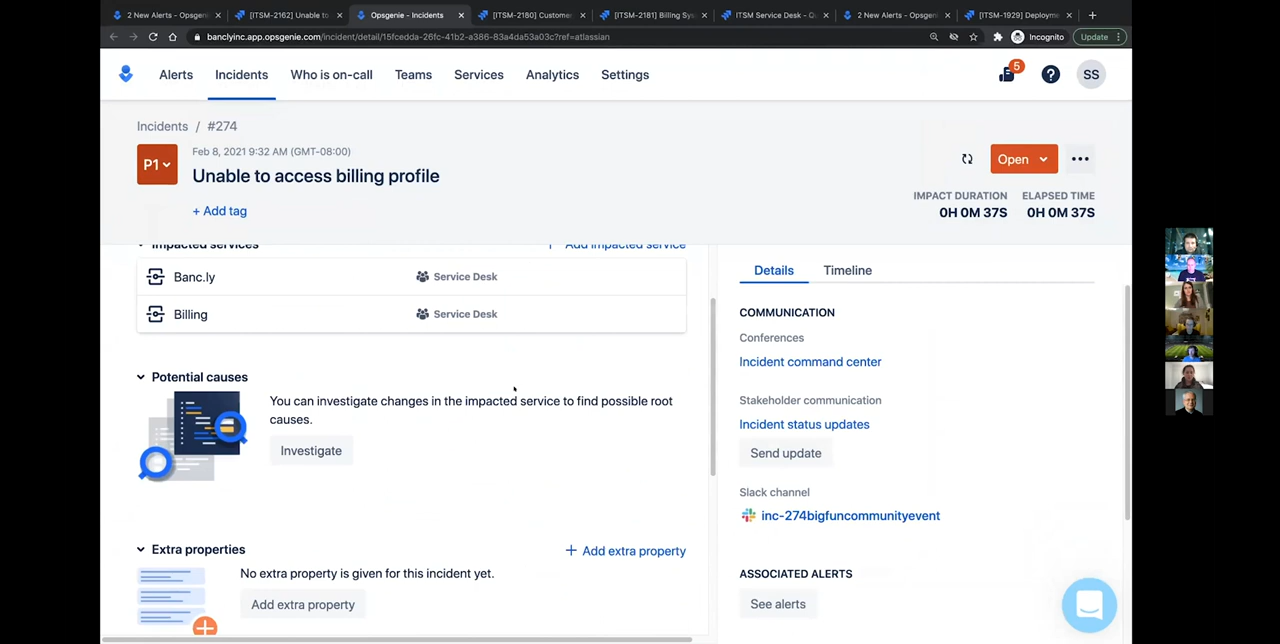 2 New Alerts - Opsgeni
[ITSM-2162] Unable to
Opsgenie - Incidents
[ITSM-2180] Customer
[ITSM-2181] Billing Sys
ITSM Service Desk - Qu
2 New Alerts - Opsgeni
[ITSM-1929] Deploym
banclyinc.app.opsgenie.com/incident/detail/15fcedda-26fc-41b2-a386-83a4da53a03c?ref=atlassian
Incognito
Update
Alerts
Incidents
Who is on-call
Teams
Services
Analytics
Settings
5
?
SS
Incidents / #274
P1
Feb 8, 2021 9:32 AM (GMT-08:00)
Unable to access billing profile
+ Add tag
Open
IMPACT DURATION
0H 0M 37S
ELAPSED TIME
0H 0M 37S
Impacted services
+ Add impacted service
Banc.ly
Service Desk
Billing
Service Desk
Potential causes
You can investigate changes in the impacted service to find possible root
causes.
Investigate
Extra properties
+ Add extra property
No extra property is given for this incident yet.
Add extra property
Details
Timeline
COMMUNICATION
Conferences
Incident command center
Stakeholder communication
Incident status updates
Send update
Slack channel
inc-274bigfuncommunityevent
ASSOCIATED ALERTS
See alerts